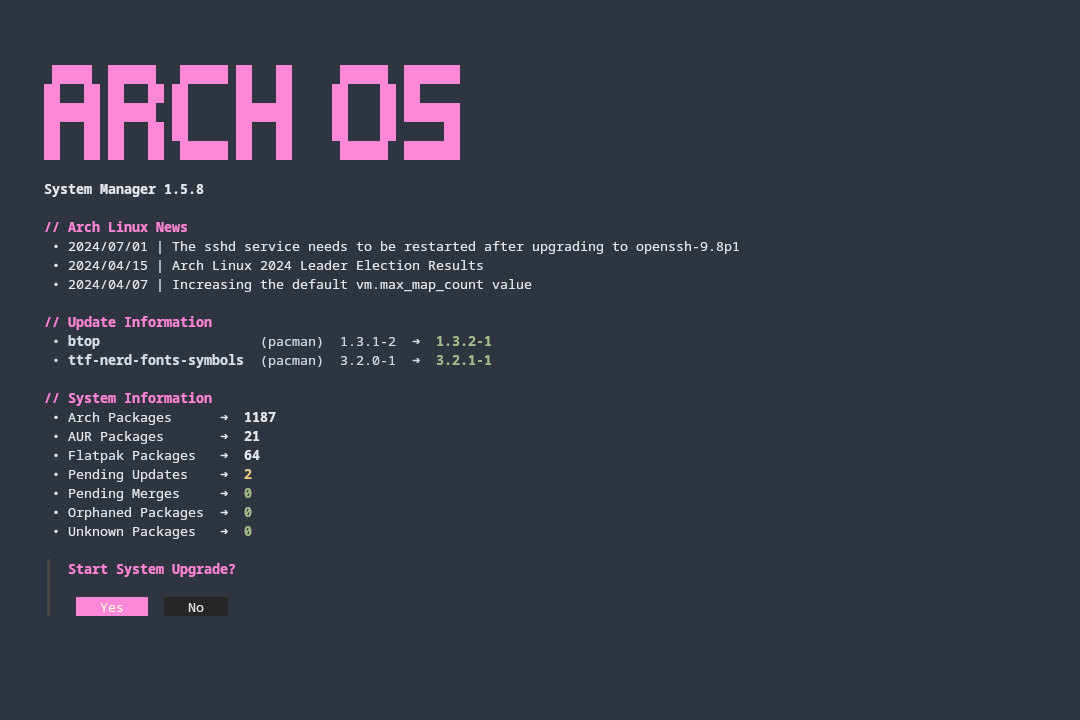 ARCH OS
System Manager 1.5.8
// Arch Linux News
• 2024/07/01 | The sshd service needs to be restarted after upgrading to openssh-9.8p1
• 2024/04/15 | Arch Linux 2024 Leader Election Results
• 2024/04/07 | Increasing the default vm.max_map_count value
// Update Information
• btop (pacman) 1.3.1-2 ➜ 1.3.2-1
• ttf-nerd-fonts-symbols (pacman) 3.2.0-1 ➜ 3.2.1-1
// System Information
• Arch Packages ➜ 1187
• AUR Packages ➜ 21
• Flatpak Packages ➜ 64
• Pending Updates ➜ 2
• Pending Merges ➜ 0
• Orphaned Packages ➜ 0
• Unknown Packages ➜ 0
Start System Upgrade?
Yes No